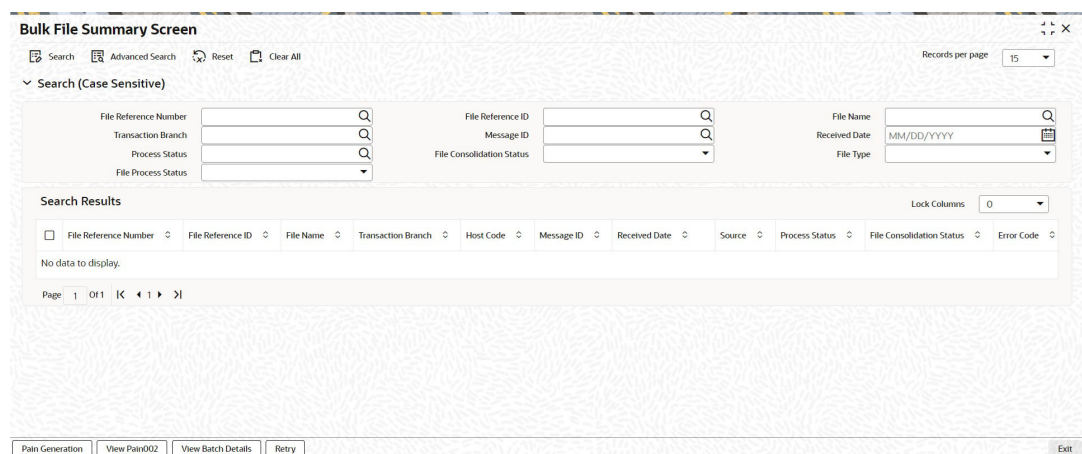 Bulk File Summary Screen
Search Advanced Search Reset Clear All Records per page 15
Search (Case Sensitive)
File Reference Number File Reference ID File Name
Transaction Branch Message ID Received Date MM/DD/YYYY
Process Status File Consolidation Status File Type
File Process Status
Search Results Lock Columns 0
File Reference Number File Reference ID File Name Transaction Branch Host Code Message ID Received Date Source Process Status File Consolidation Status Error Code
No data to display.
Page 1 Of 1 1
Pain Generation View Pain002 View Batch Details Retry Exit